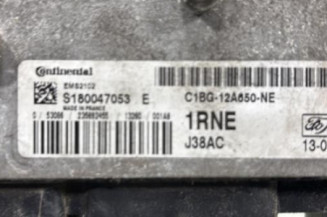 Continental
EMS2102
S180047053 E
MADE IN FRANCE
C1BG-12A650-NE
1RNE
J38AC
13-0